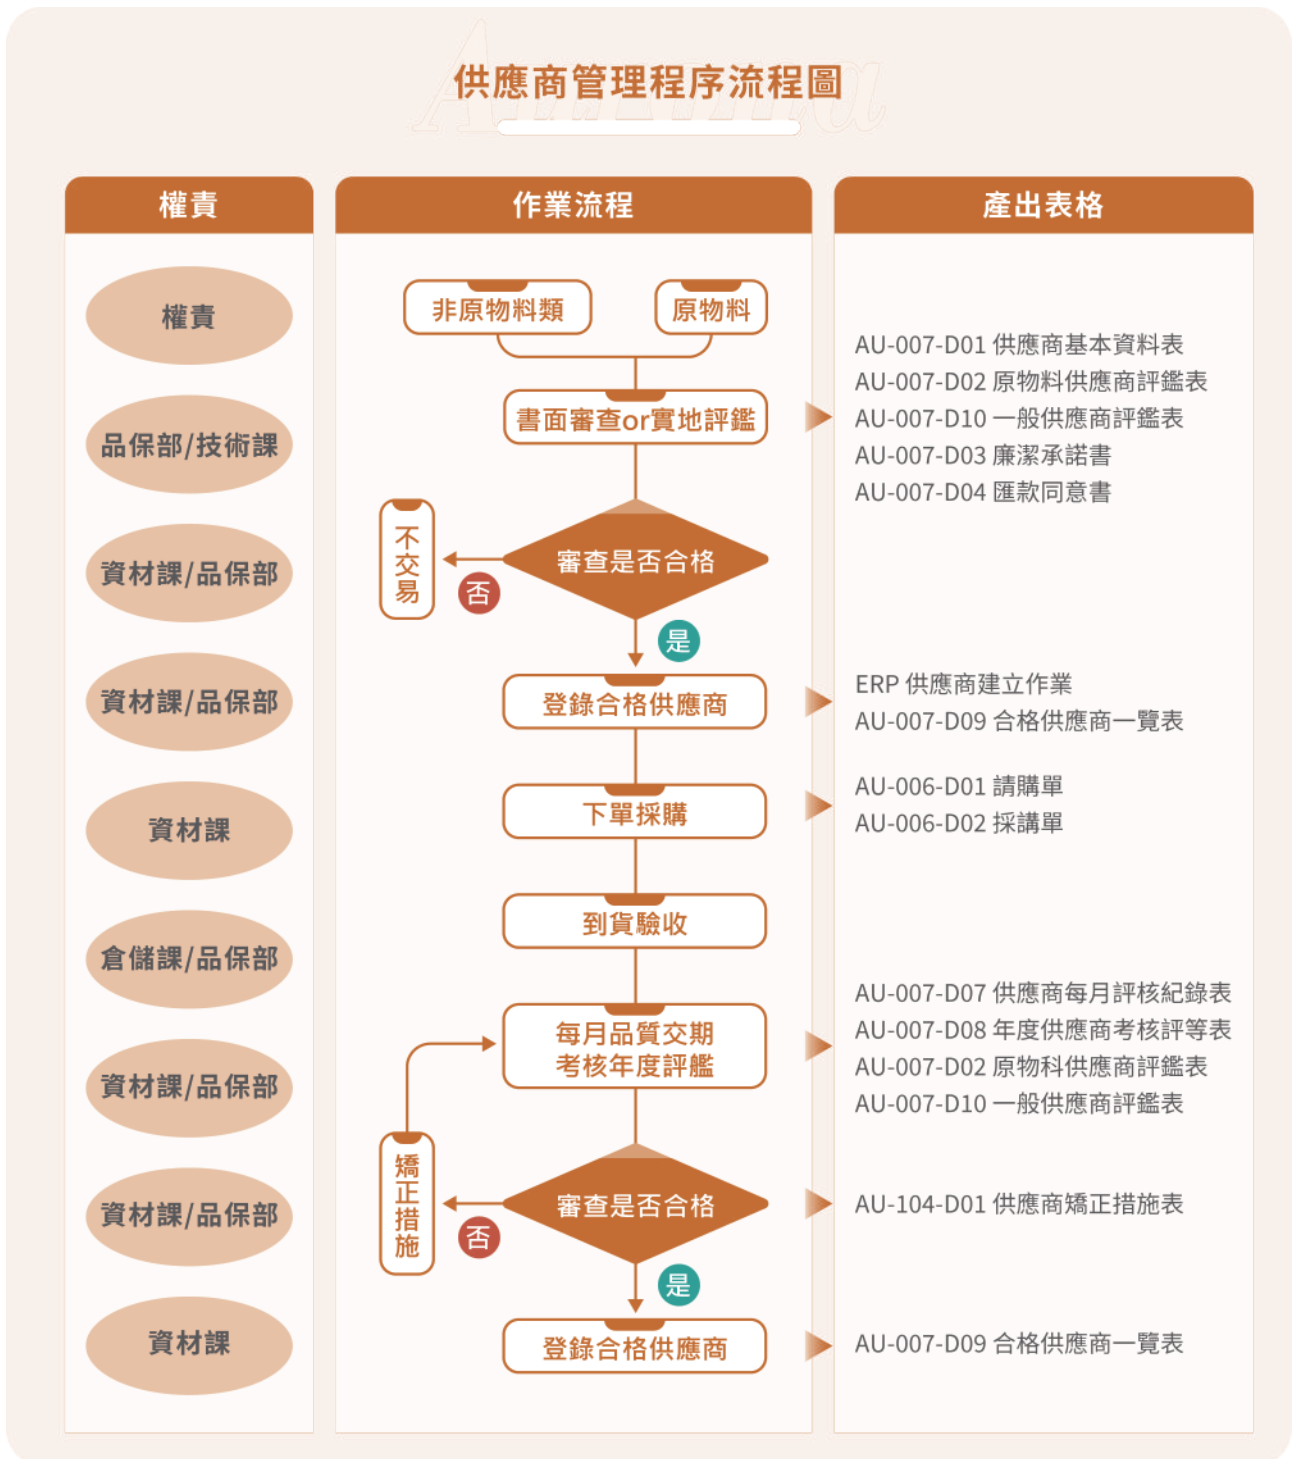 供應商管理程序流程圖
權責
權責
品保部/技術課
資材課/品保部
資材課/品保部
資材課
倉儲課/品保部
資材課/品保部
資材課/品保部
資材課
作業流程
非原物料類
原物料
書面審查or實地評鑑
審查是否合格
否
不交易
是
登錄合格供應商
下單採購
到貨驗收
每月品質交期
考核年度評艦
審查是否合格
否
矯正措施
是
登錄合格供應商
產出表格
AU-007-D01 供應商基本資料表
AU-007-D02 原物料供應商評鑑表
AU-007-D10 一般供應商評鑑表
AU-007-D03 廉潔承諾書
AU-007-D04 匯款同意書
ERP 供應商建立作業
AU-007-D09 合格供應商一覽表
AU-006-D01 請購單
AU-006-D02 採講單
AU-007-D07 供應商每月評核紀錄表
AU-007-D08 年度供應商考核評等表
AU-007-D02 原物科供應商評鑑表
AU-007-D10 一般供應商評鑑表
AU-104-D01 供應商矯正措施表
AU-007-D09 合格供應商一覽表